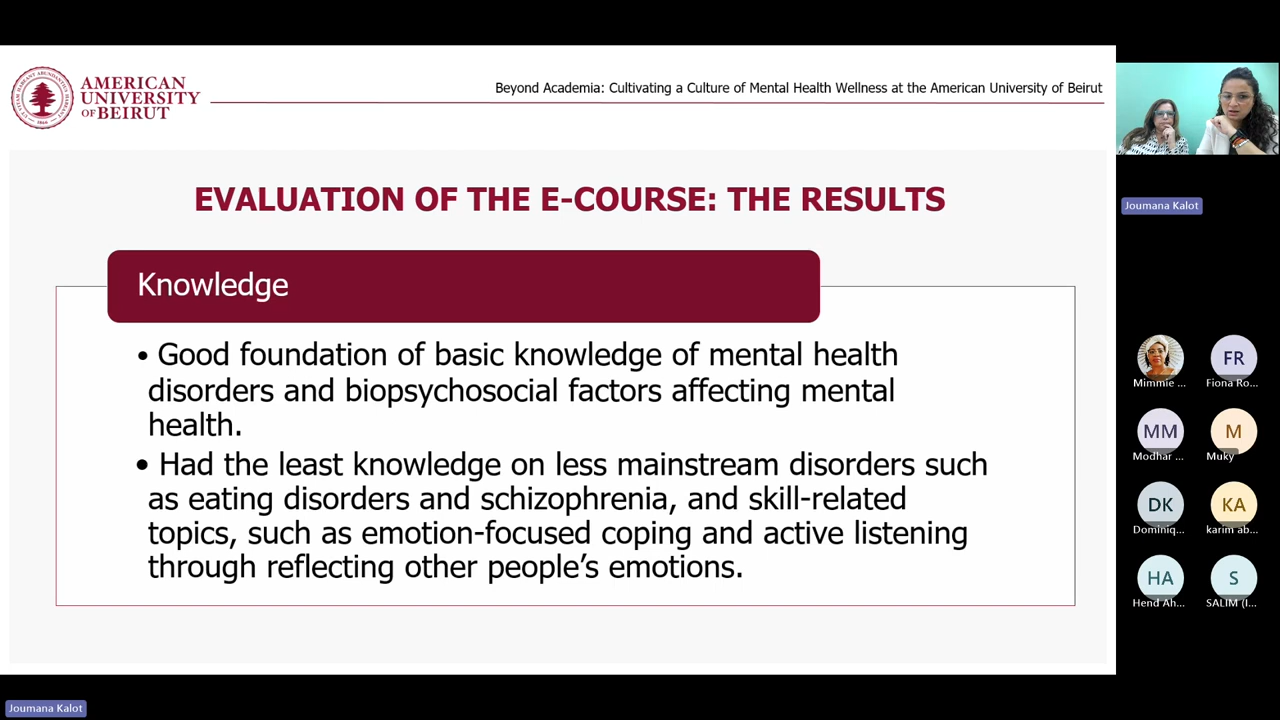 AMERICAN
UNIVERSITY
OF BEIRUT
Beyond Academia: Cultivating a Culture of Mental Health Wellness at the American University of Beirut
EVALUATION OF THE E-COURSE: THE RESULTS
Knowledge
• Good foundation of basic knowledge of mental health
disorders and biopsychosocial factors affecting mental
health.
• Had the least knowledge on less mainstream disorders such
as eating disorders and schizophrenia, and skill-related
topics, such as emotion-focused coping and active listening
through reflecting other people's emotions.
Joumana Kalot
FR
Mimmie ...
Fiona Ro...
MM
M
Modhar ...
Muky
DK
KA
Dominiq...
karim ab...
HA
S
Hend Ah...
SALIM (I...
Joumana Kalot